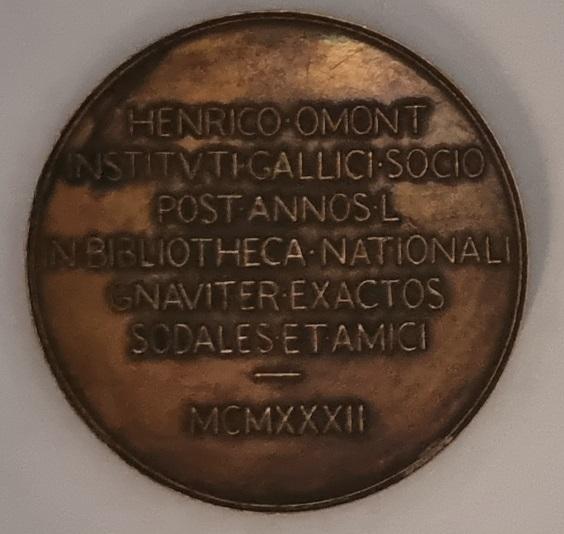 HENRICO·OMONT
INSTITVTI·GALLICI·SOCIO
POST·ANNOS·L
IN BIBLIOTHECA·NATIONALI
GNAVITER·EXACTOS
SODALES·ET AMICI
—
MCMXXXII